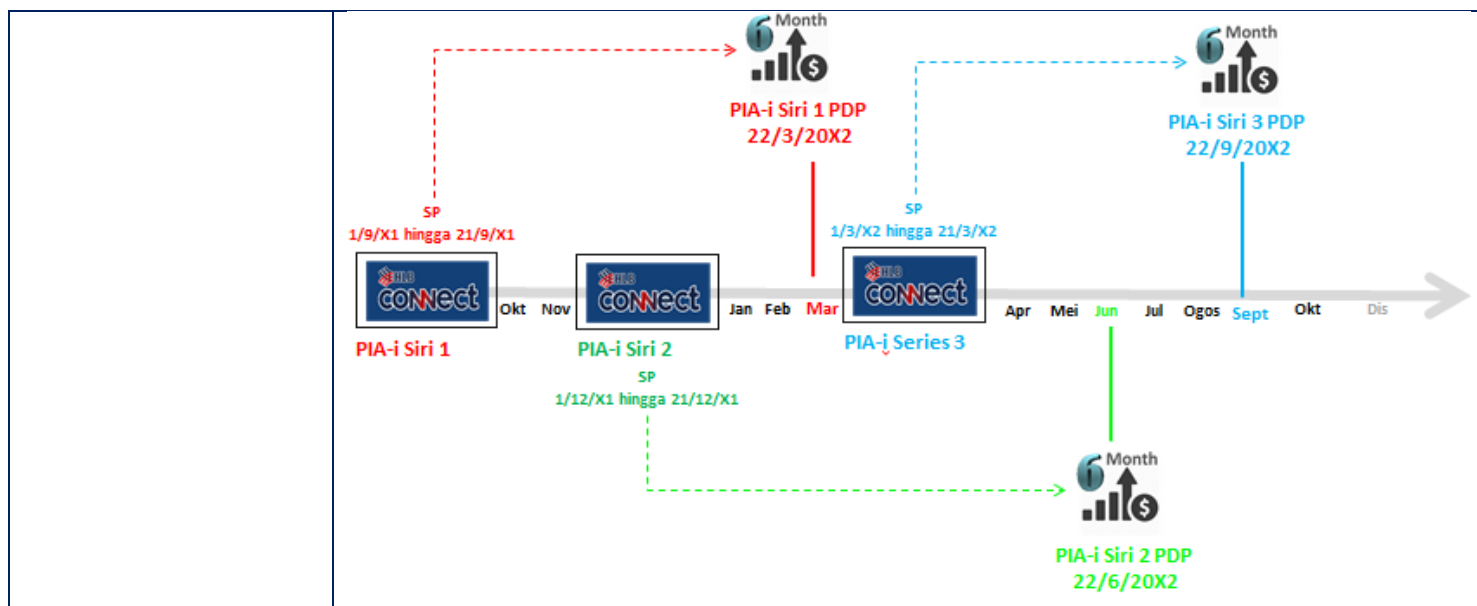 6 Month
$
PIA-i Siri 1 PDP
22/3/20X2
6 Month
$
PIA-i Siri 3 PDP
22/9/20X2
SP
1/9/X1 hingga 21/9/X1
SP
1/3/X2 hingga 21/3/X2
HLB
CONNECT
HLB
CONNECT
HLB
CONNECT
Okt Nov Jan Feb Mar Apr Mei Jun Jul Ogos Sept Okt Dis
PIA-i Siri 1
PIA-i Siri 2
PIA-i Series 3
SP
1/12/X1 hingga 21/12/X1
6 Month
$
PIA-i Siri 2 PDP
22/6/20X2